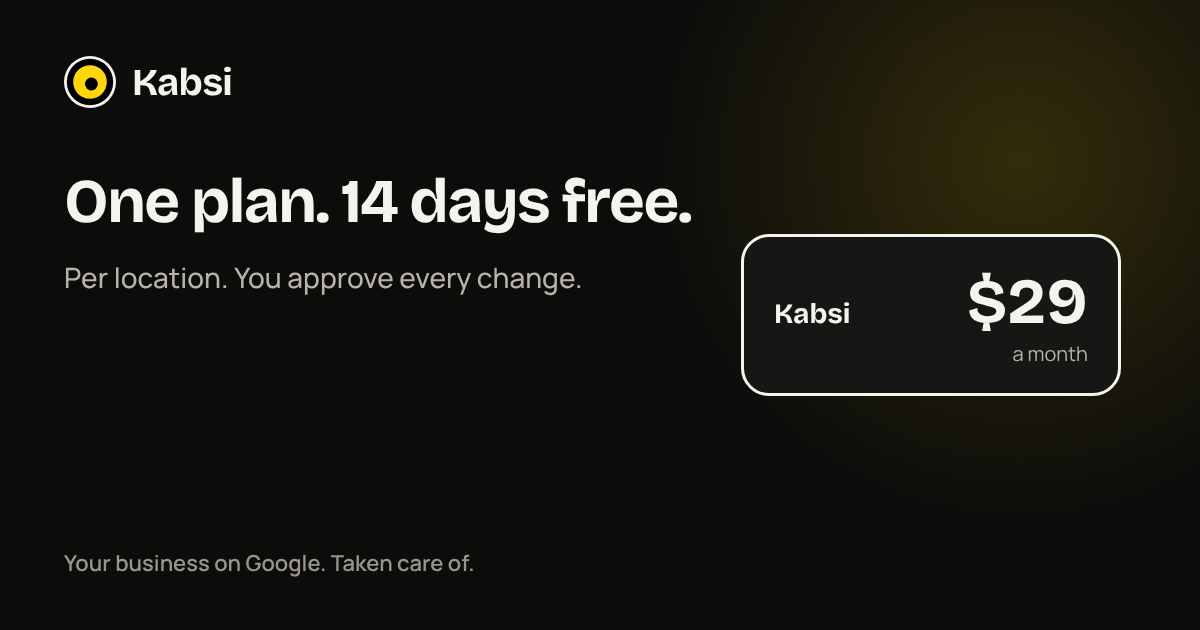 Kabsi
One plan. 14 days free.
Per location. You approve every change.
Kabsi
$29
a month
Your business on Google. Taken care of.